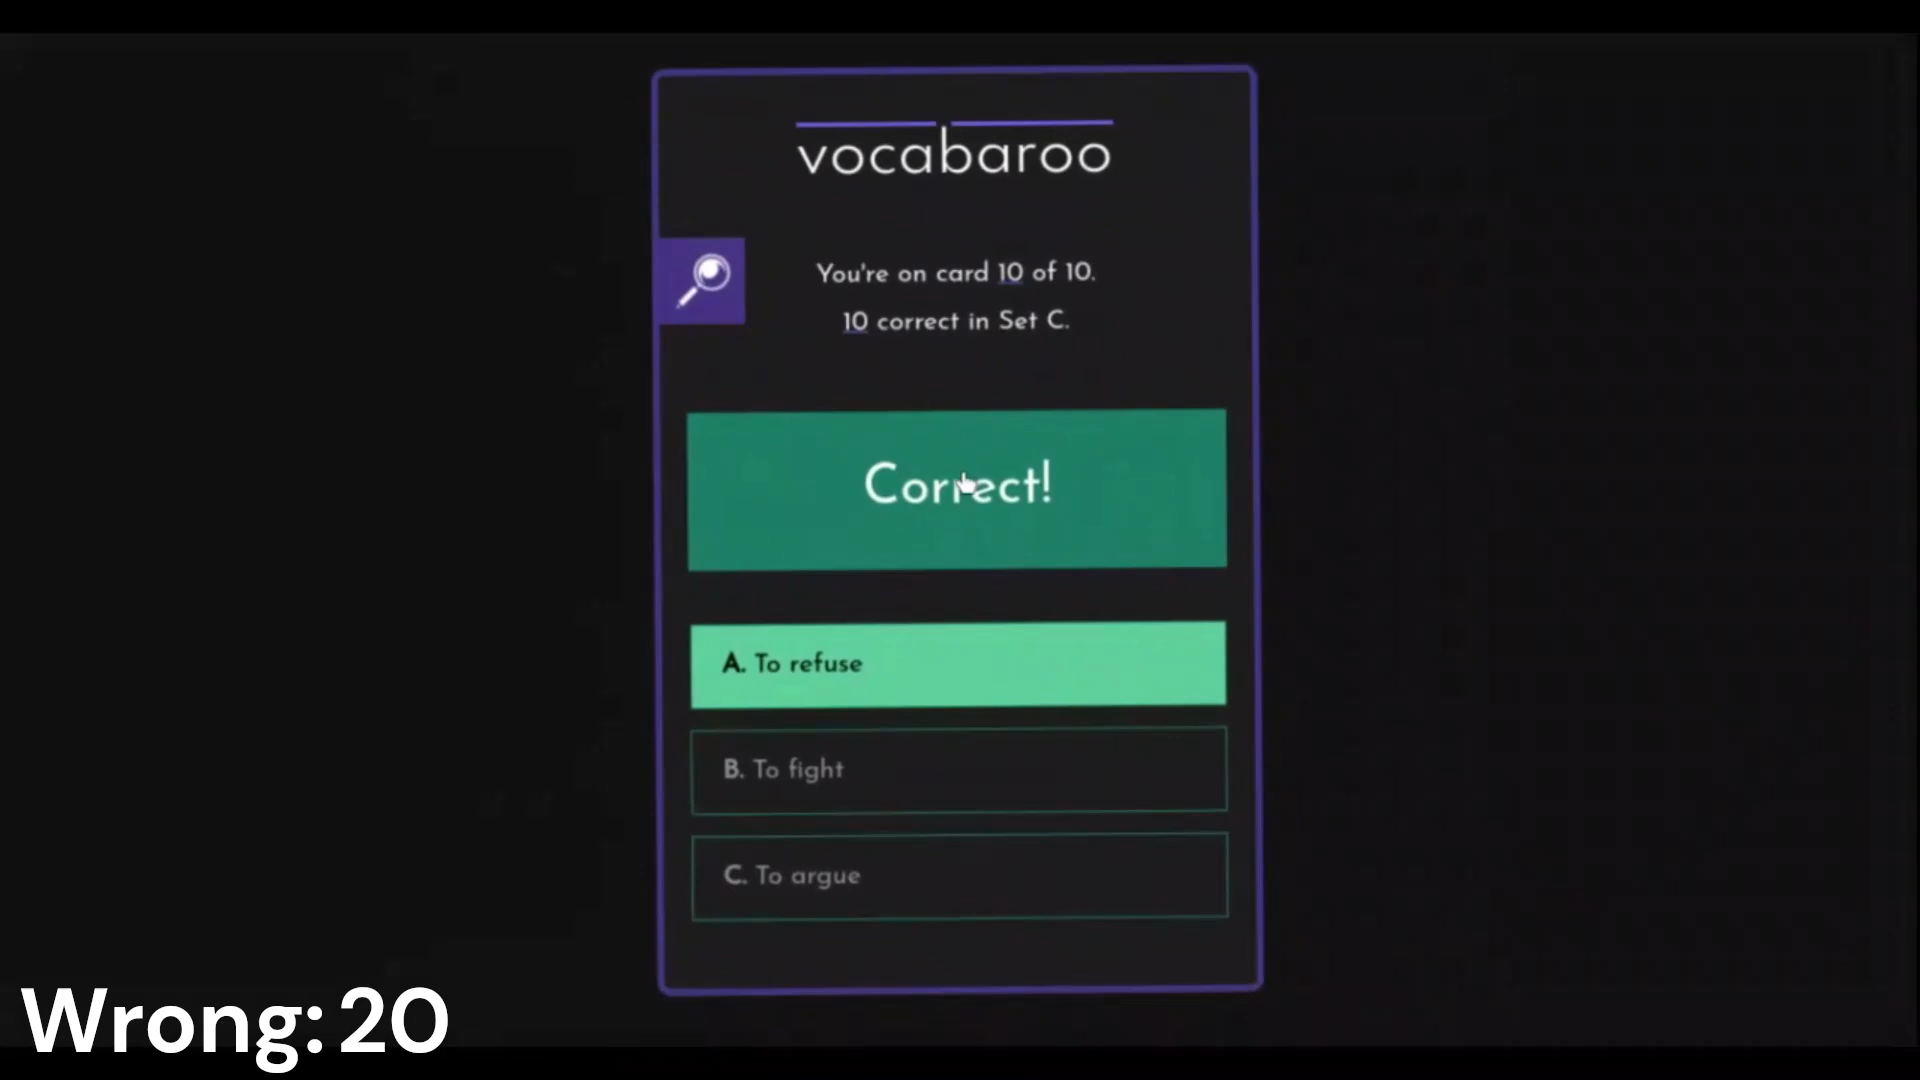 vocabaroo
You're on card 10 of 10.
10 correct in Set C.
Correct!
A. To refuse
B. To fight
C. To argue
Wrong: 20